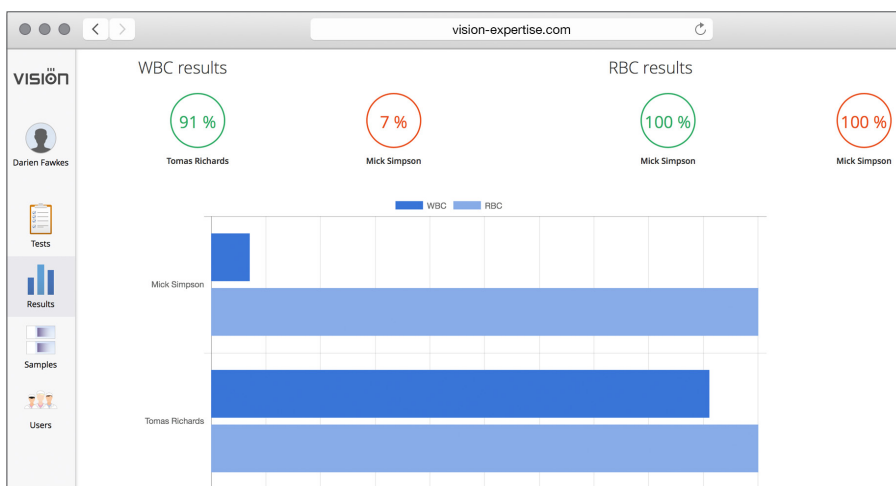 vision-expertise.com
VISION
Darien Fawkes
Tests
Results
Samples
Users
WBC results
91 %
Tomas Richards
7 %
Mick Simpson
RBC results
100 %
Mick Simpson
100 %
Mick Simpson
WBC RBC
Mick Simpson
Tomas Richards